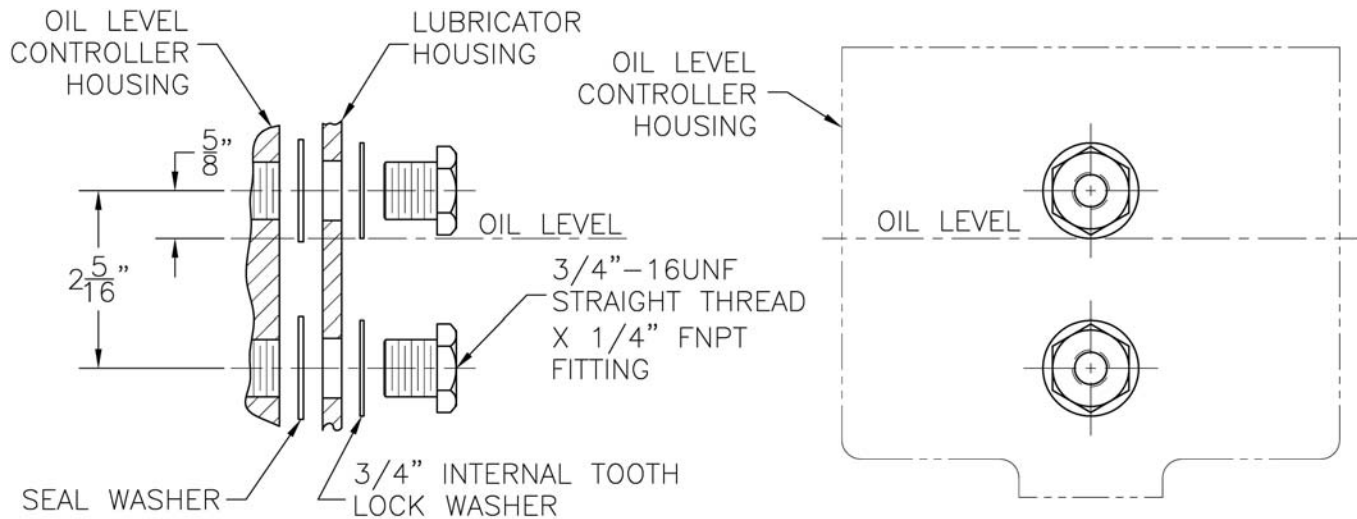 OIL LEVEL
CONTROLLER
HOUSING
LUBRICATOR
HOUSING
5/8”
2 5/16”
OIL LEVEL
3/4”-16UNF
STRAIGHT THREAD
X 1/4” FNPT
FITTING
SEAL WASHER
3/4” INTERNAL TOOTH
LOCK WASHER
OIL LEVEL
CONTROLLER
HOUSING
OIL LEVEL